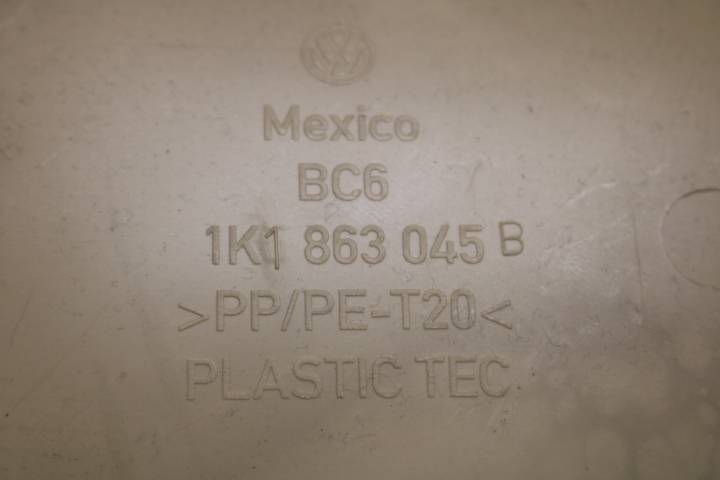 Mexico
BC6
1K1 863 045 B
>PP/PE-T20<
PLASTIC TEC